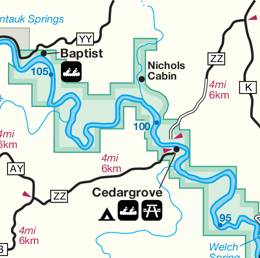 ntauk Springs
YY
Baptist
105
Nichols
Cabin
ZZ
4mi
6km
K
100
4mi
6km
4mi
6km
AY
ZZ
Cedargrove
4mi
6km
95
Welch
Spring
B